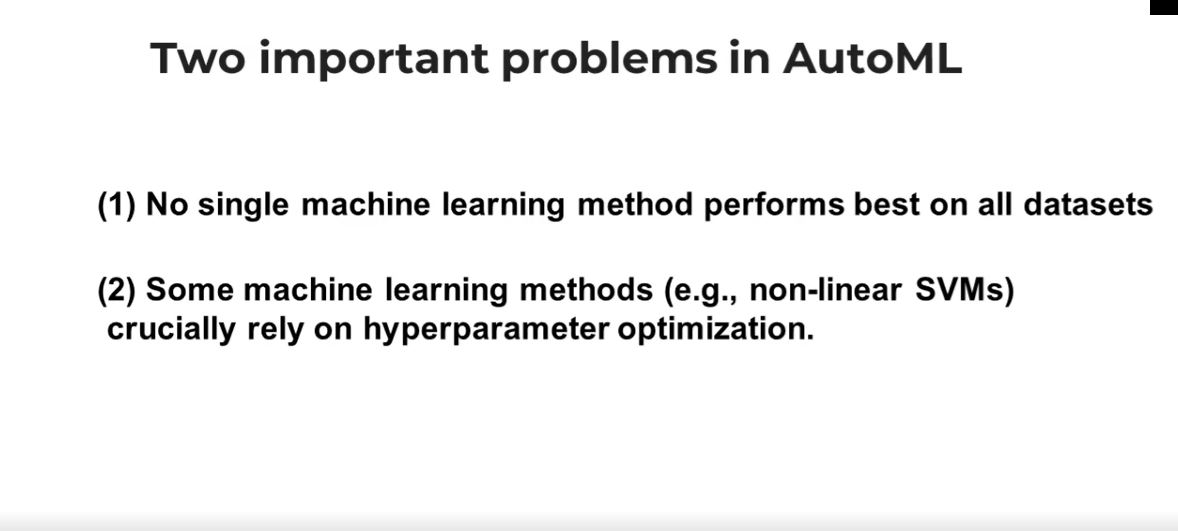 Two important problems in AutoML
(1) No single machine learning method performs best on all datasets
(2) Some machine learning methods (e.g., non-linear SVMs)
crucially rely on hyperparameter optimization.